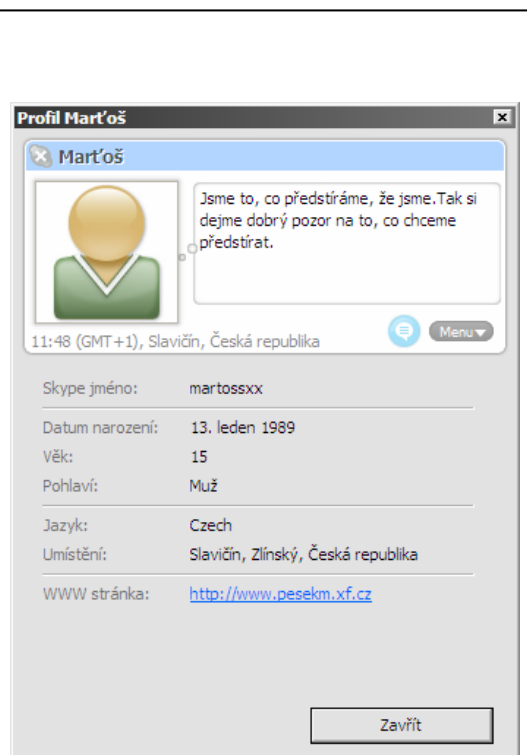 Profil Marťoš
Marťoš
Jsme to, co předstíráme, že jsme.Tak si
dejme dobrý pozor na to, co chceme
předstírat.
11:48 (GMT+1), Slavičín, Česká republika
Menu
Skype jméno: martossxx
Datum narození: 13. leden 1989
Věk: 15
Pohlaví: Muž
Jazyk: Czech
Umístění: Slavičín, Zlínský, Česká republika
WWW stránka: http://www.pesekm.xf.cz
Zavřít